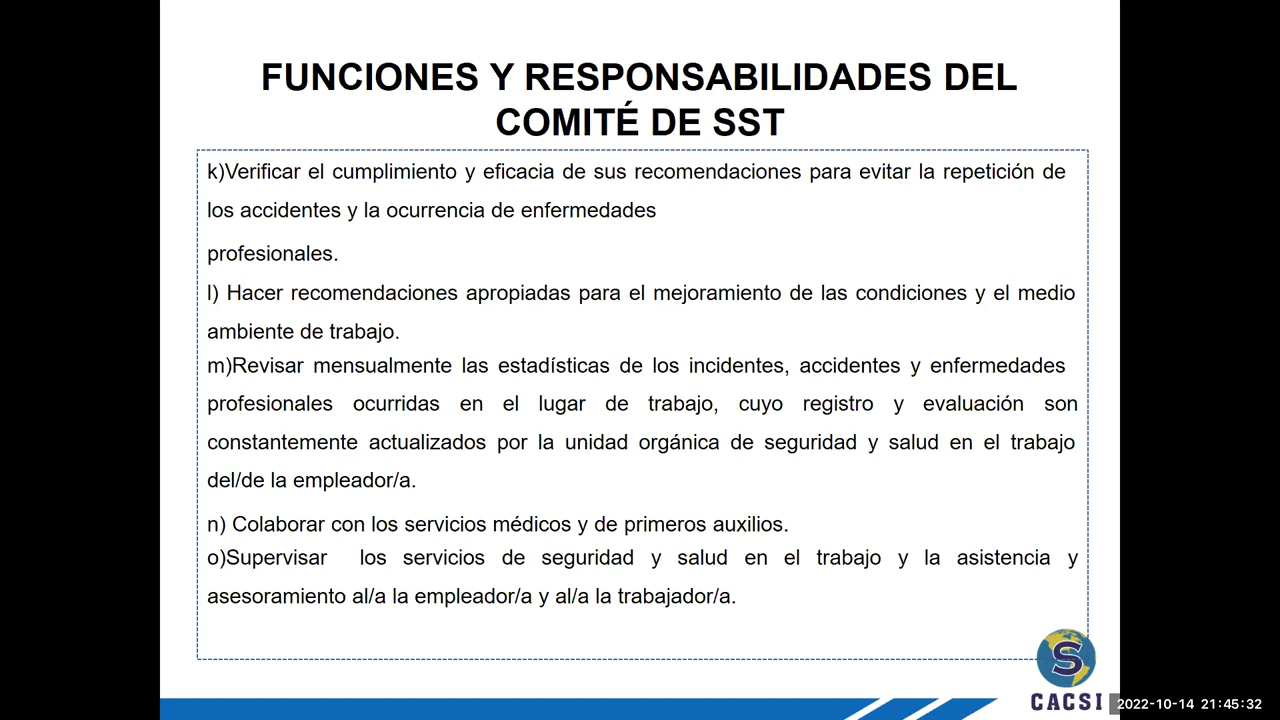 FUNCIONES Y RESPONSABILIDADES DEL
COMITÉ DE SST
k)Verificar el cumplimiento y eficacia de sus recomendaciones para evitar la repetición de
los accidentes y la ocurrencia de enfermedades
profesionales.
l) Hacer recomendaciones apropiadas para el mejoramiento de las condiciones y el medio
ambiente de trabajo.
m)Revisar mensualmente las estadísticas de los incidentes, accidentes y enfermedades
profesionales ocurridas en el lugar de trabajo, cuyo registro y evaluación son
constantemente actualizados por la unidad orgánica de seguridad y salud en el trabajo
del/de la empleador/a.
n) Colaborar con los servicios médicos y de primeros auxilios.
o)Supervisar los servicios de seguridad y salud en el trabajo y la asistencia y
asesoramiento al/a la empleador/a y al/a la trabajador/a.
S
CACSI
2022-10-14 21:45:32